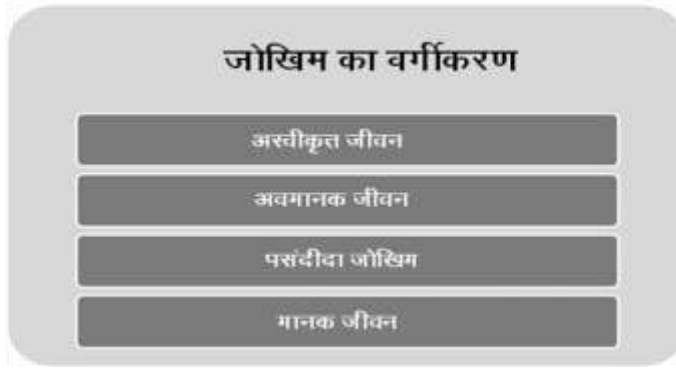 जोखिम का वर्गीकरण
अस्वीकृत जीवन
अवमानक जीवन
पसंदीदा जोखिम
मानक जीवन